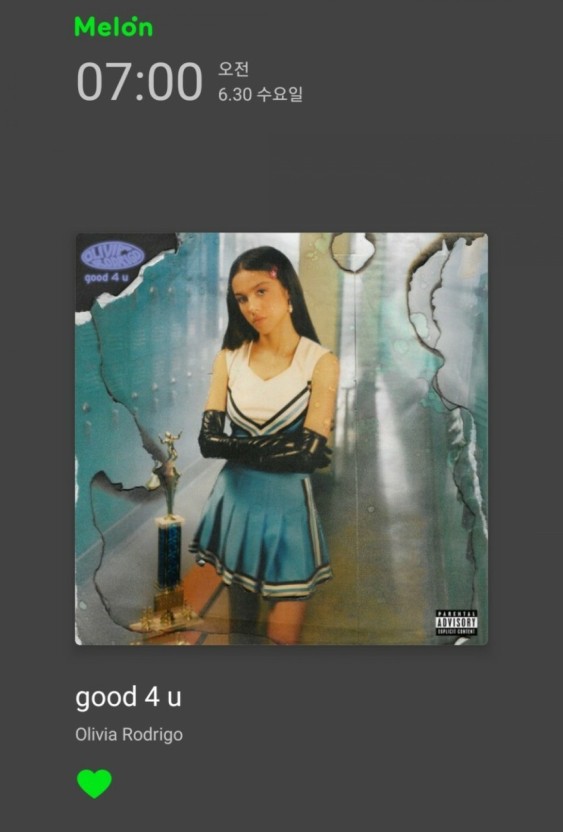 Melon
07:00
오전
6.30 수요일
OLIVIA
RODRIGO
good 4 u
PARENTAL
ADVISORY
EXPLICIT CONTENT
good 4 u
Olivia Rodrigo